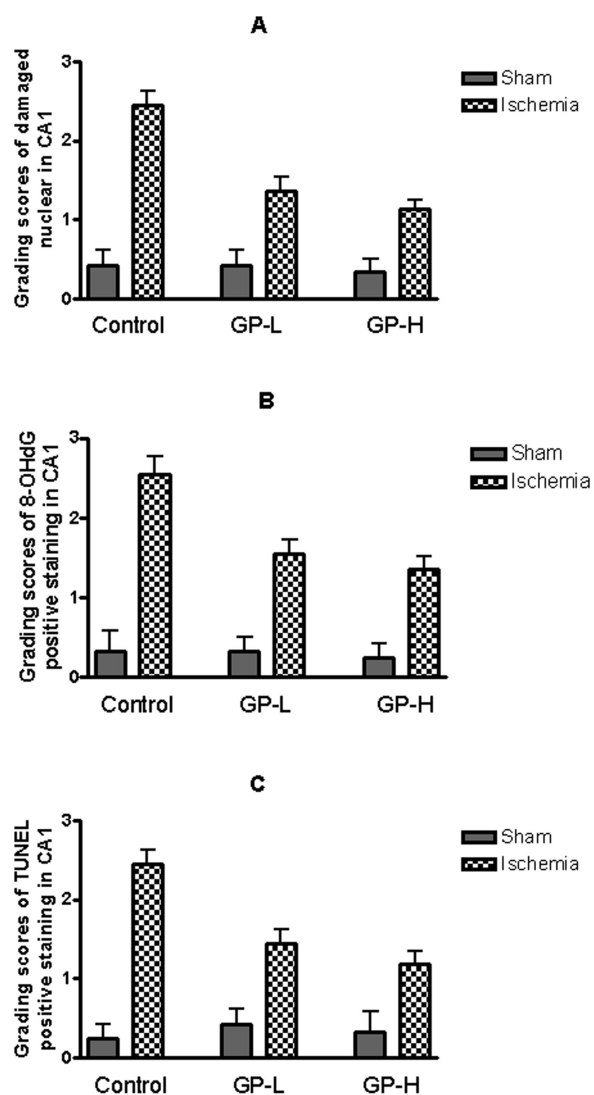 A
Grading scores of damaged
nuclear in CA1
3
2
1
0
Control
GP-L
GP-H
Sham
Ischemia
B
Grading scores of 8-OHdG
positive staining in CA1
3
2
1
0
Control
GP-L
GP-H
Sham
Ischemia
C
Grading scores of TUNEL
positive staining in CA1
3
2
1
0
Control
GP-L
GP-H
Sham
Ischemia